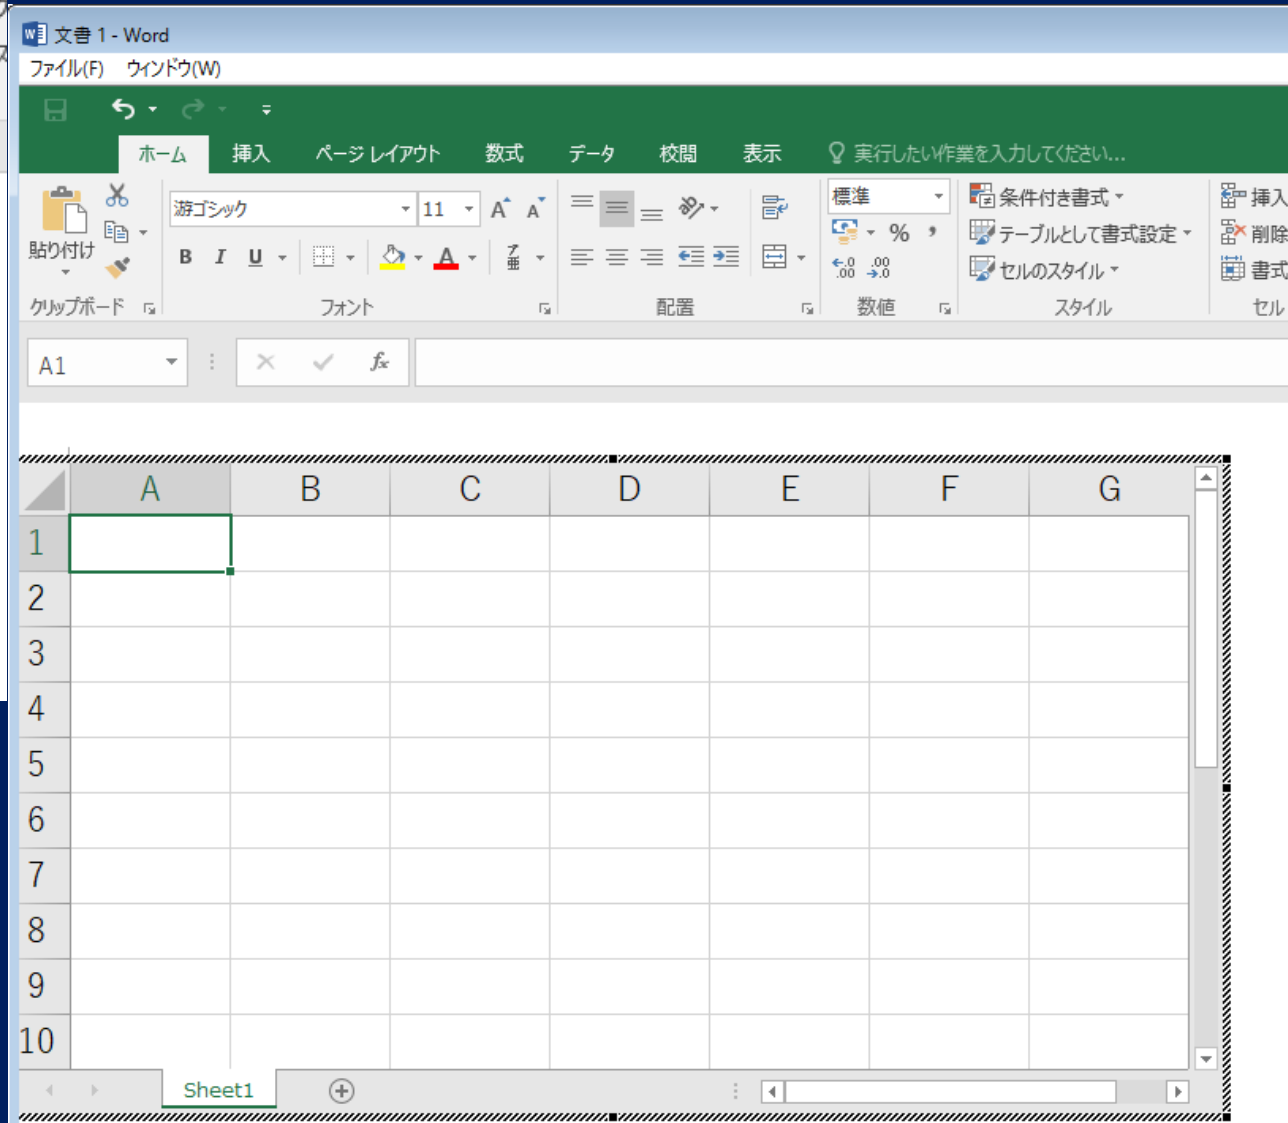 文書 1 - Word
ファイル(F) ウィンドウ(W)
ホーム 挿入 ページ レイアウト 数式 データ 校閲 表示 実行したい作業を入力してください...
貼り付け
游ゴシック 11 A A
B I U A 亜
標準
% 
条件付き書式
テーブルとして書式設定
セルのスタイル
挿入
削除
書式
クリップボード フォント 配置 数値 スタイル セル
A1 fx
A B C D E F G
1
2
3
4
5
6
7
8
9
10
Sheet1